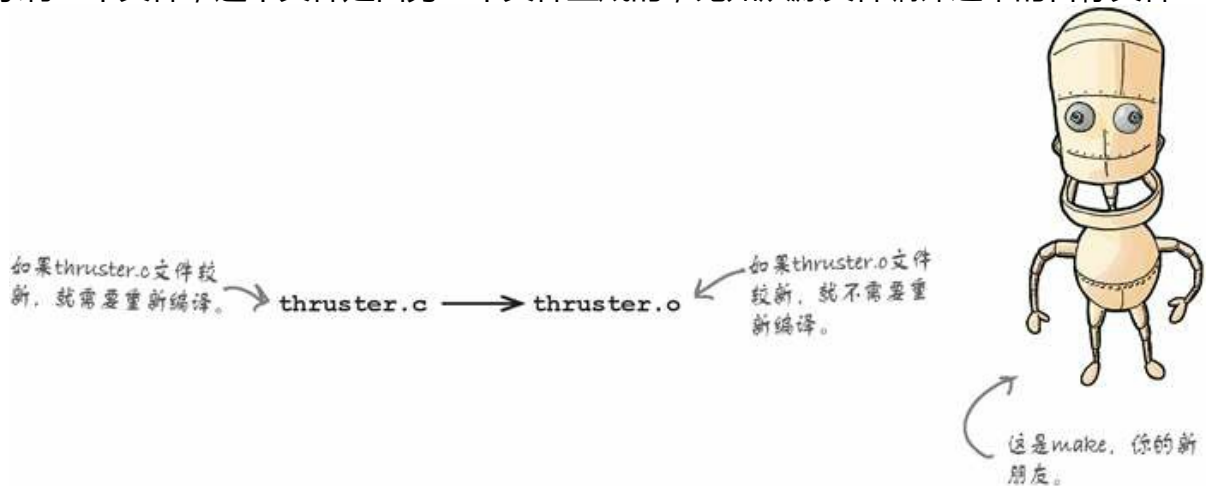 如果thruster.c文件较
新，就需要重新编译。
thruster.c → thruster.o
如果thruster.o文件
较新，就不需要重
新编译。
这是make，你的新
朋友。